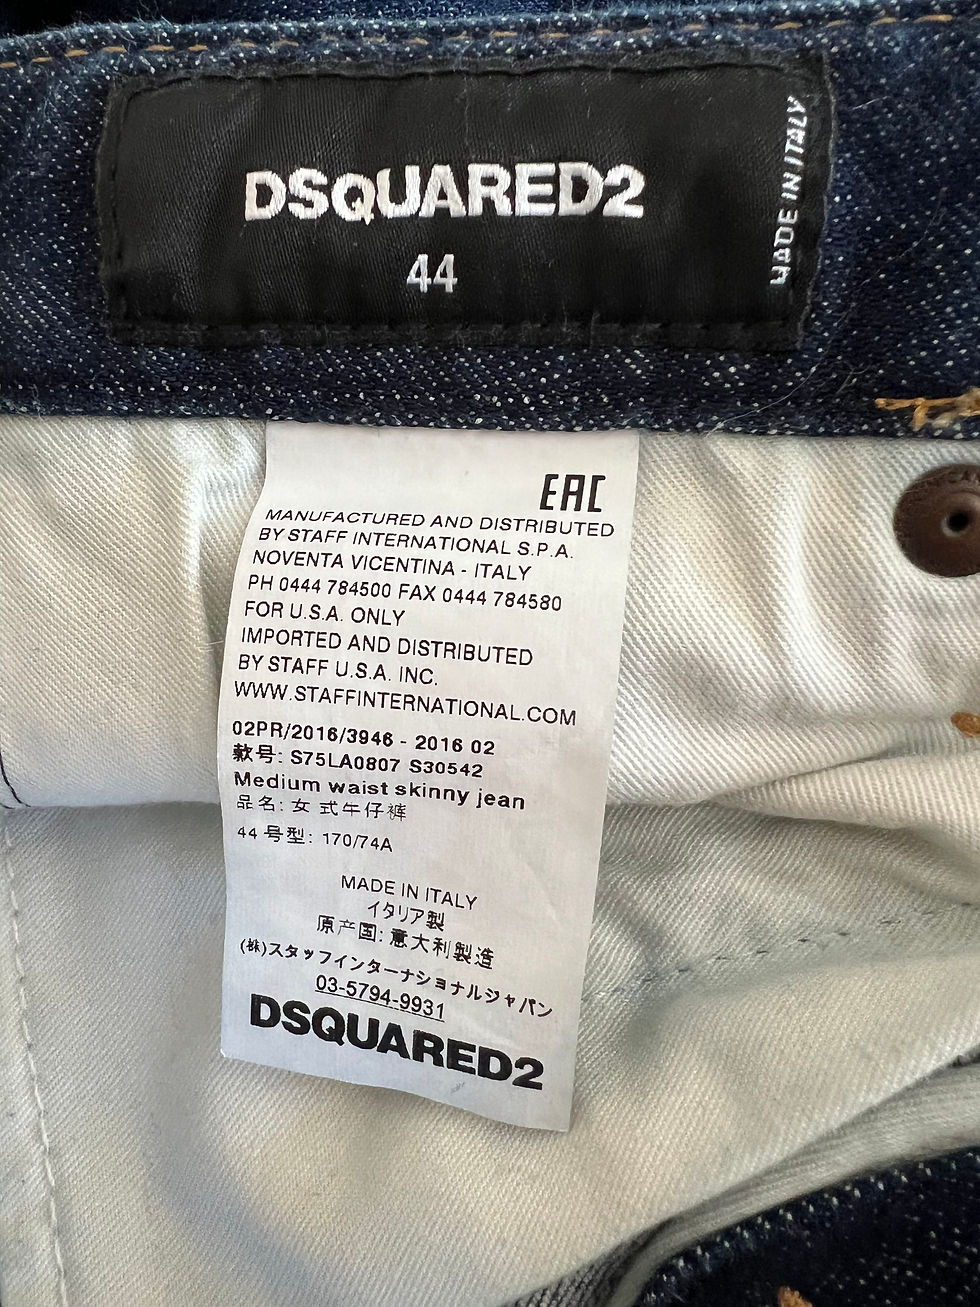 DSQUARED2
44
MADE IN ITALY
EAC
MANUFACTURED AND DISTRIBUTED
BY STAFF INTERNATIONAL S.P.A.
NOVENTA VICENTINA - ITALY
PH 0444 784500 FAX 0444 784580
FOR U.S.A. ONLY
IMPORTED AND DISTRIBUTED
BY STAFF U.S.A. INC.
WWW.STAFFINTERNATIONAL.COM
02PR/2016/3946 - 2016 02
款号: S75LA0807 S30542
Medium waist skinny jean
品名: 女 式牛仔裤
44 号型: 170/74A
MADE IN ITALY
イタリア製
原产国: 意大利製造
(株)スタッフインターナショナルジャパン
03-5794-9931
DSQUARED2